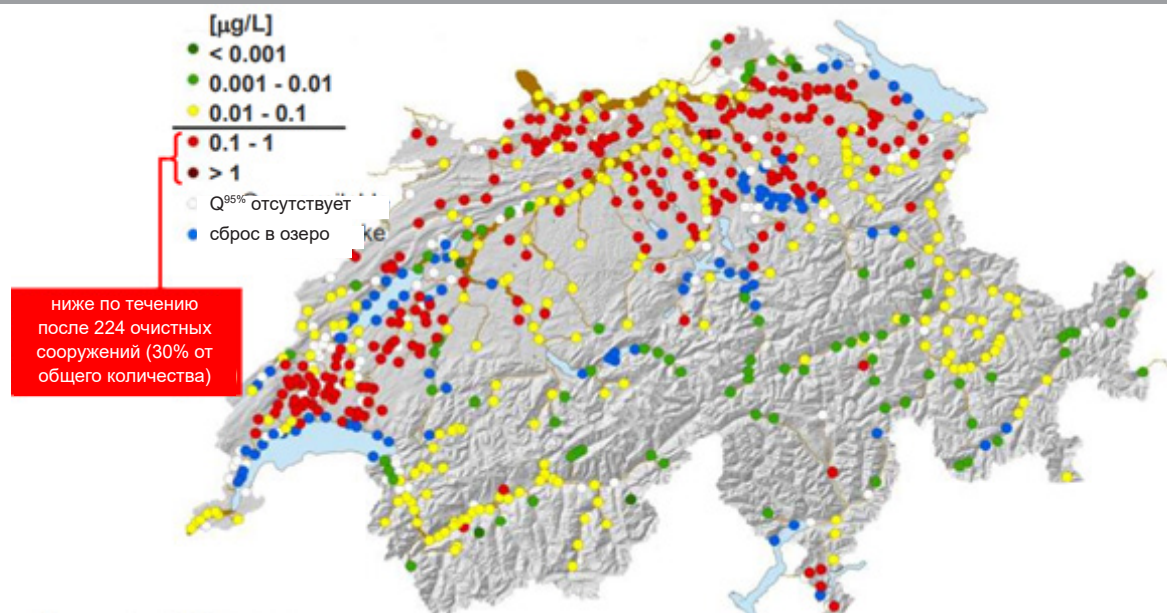 [µg/L]
< 0.001
0.001 - 0.01
0.01 - 0.1
0.1 - 1
> 1
Q95% отсутствует
сброс в озеро
ke
ниже по течению
после 224 очистных
сооружений (30% от
общего количества)